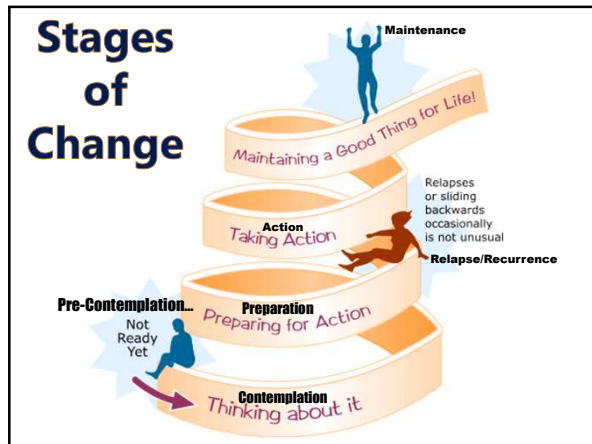 Stages
of
Change
Maintenance
Maintaining a Good Thing for Life!
Relapses
or sliding
backwards
occasionally
is not unusual
Action
Taking Action
Relapse/Recurrence
Pre-Contemplation...
Not
Ready
Yet
Preparation
Preparing for Action
Contemplation
Thinking about it